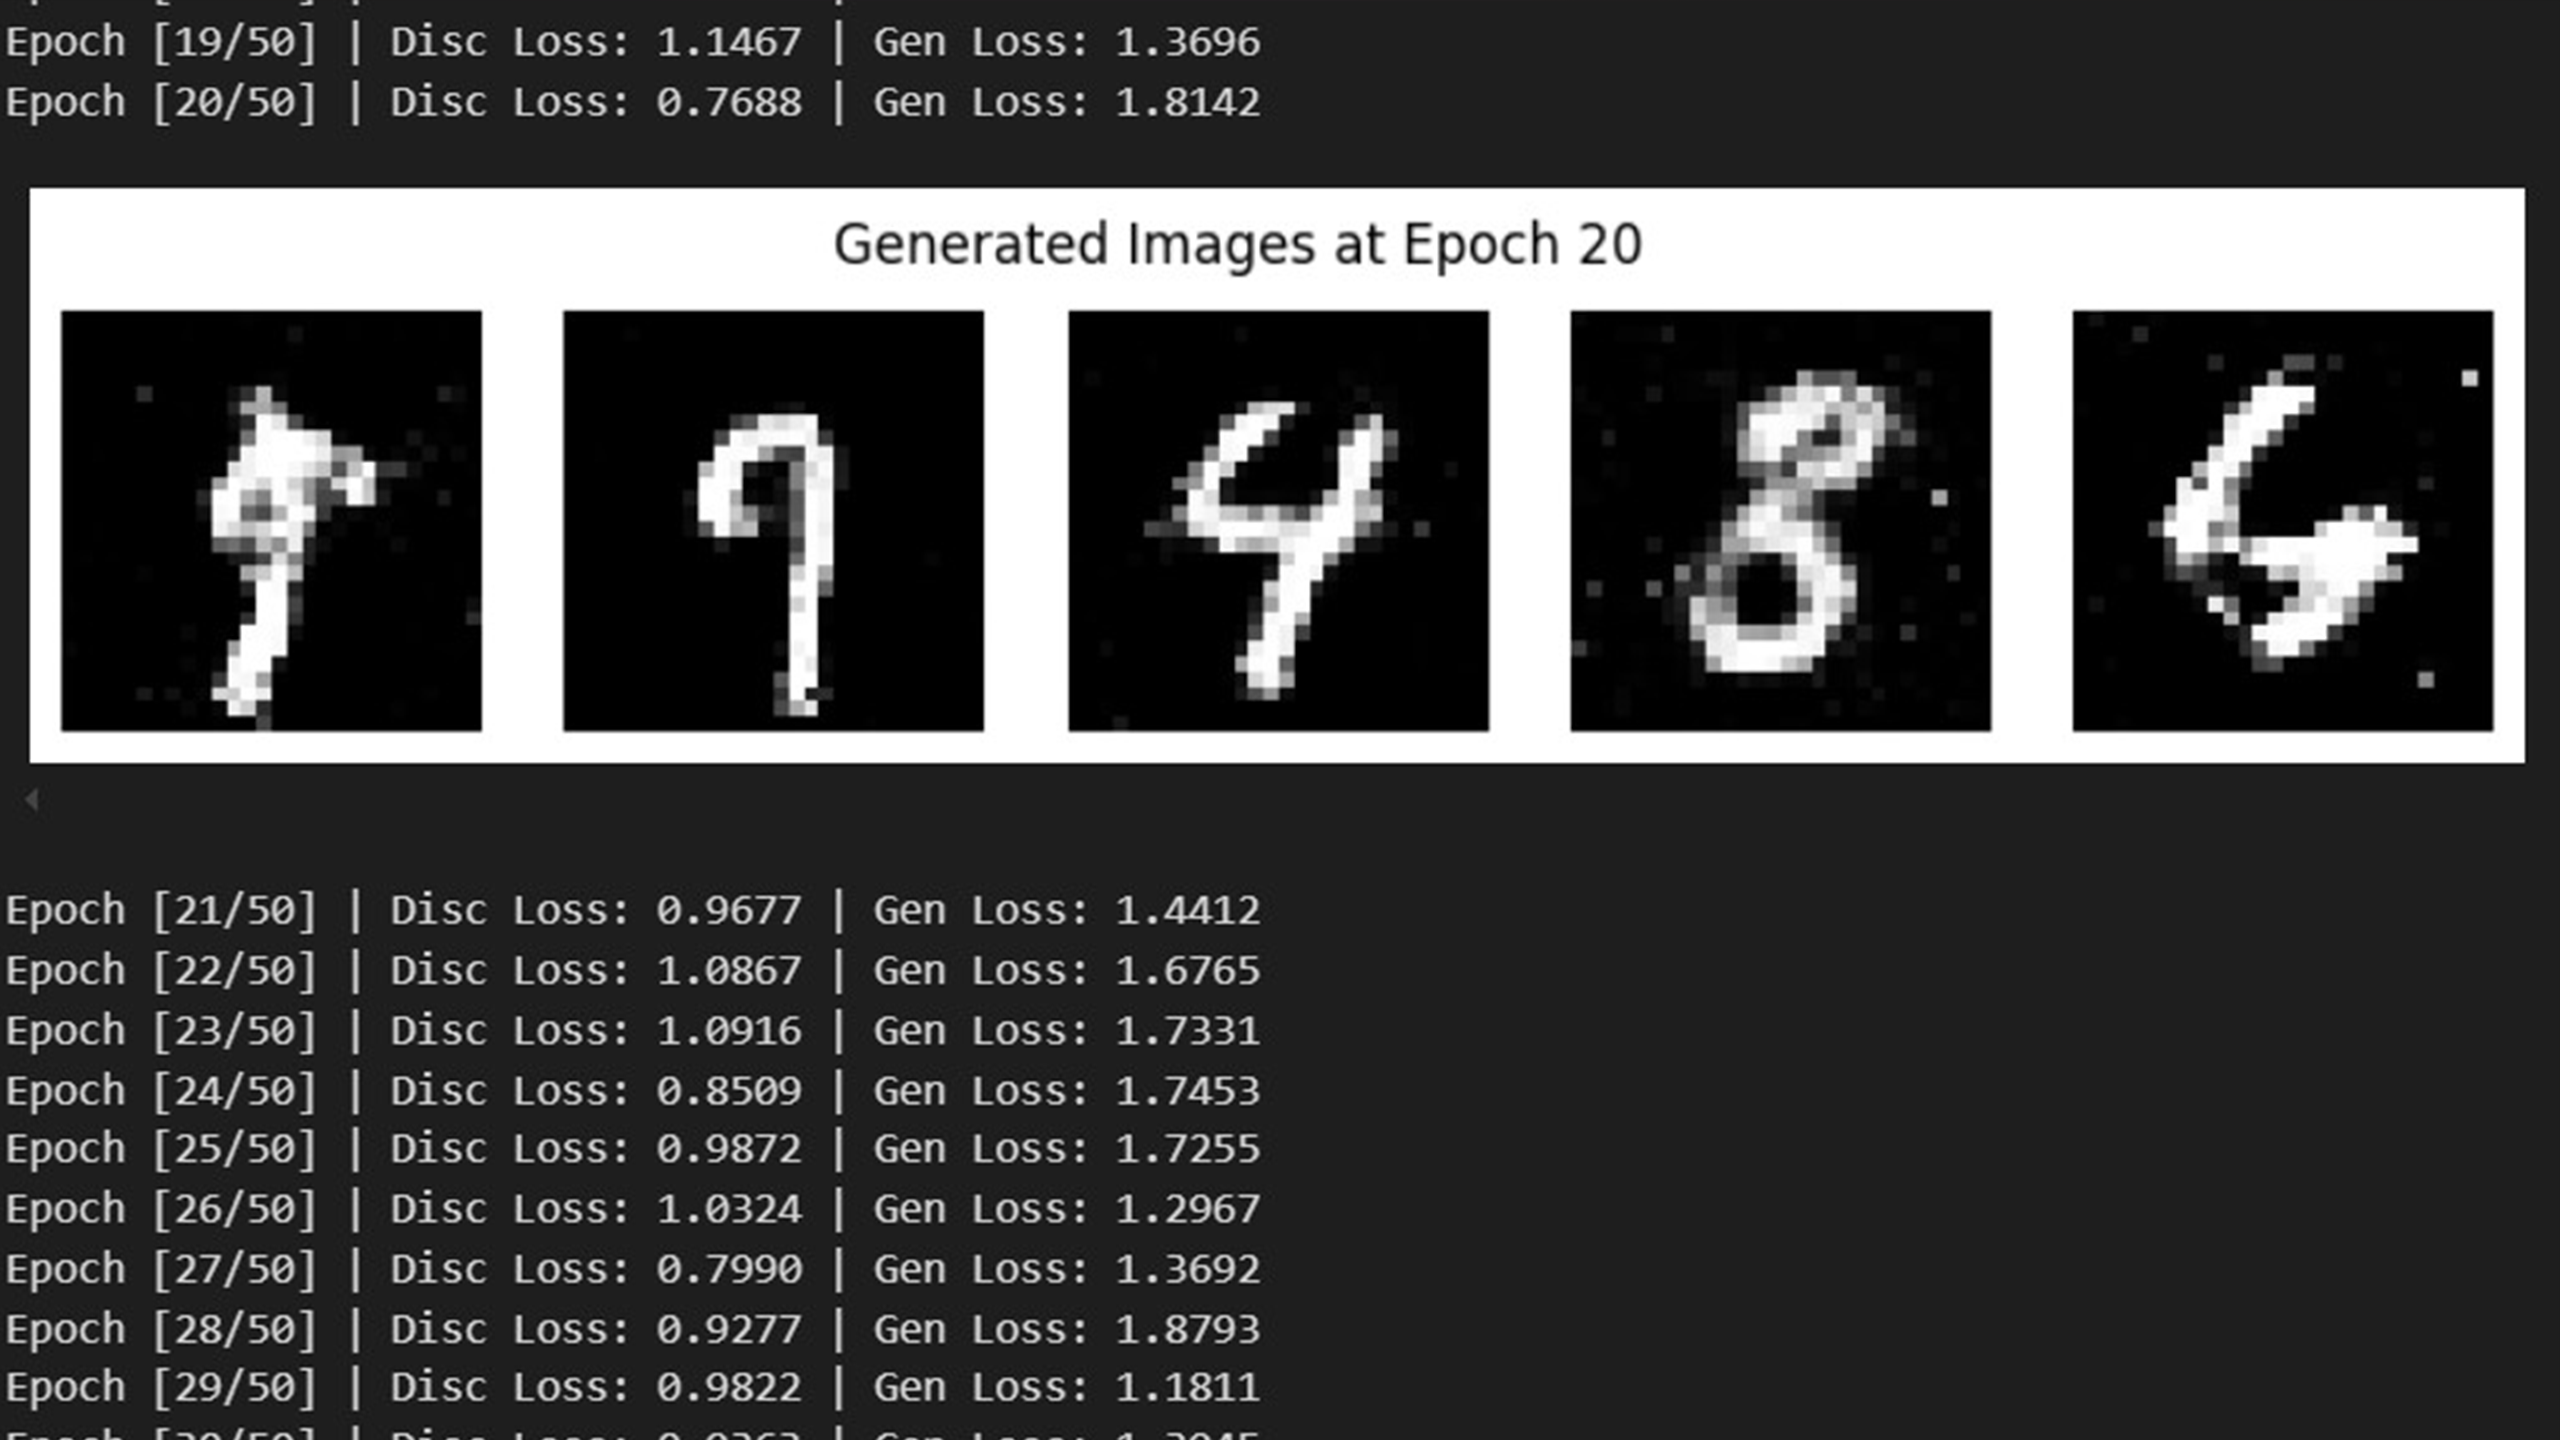 Epoch [19/50] | Disc Loss: 1.1467 | Gen Loss: 1.3696
Epoch [20/50] | Disc Loss: 0.7688 | Gen Loss: 1.8142
Generated Images at Epoch 20
9 4 8
Epoch [21/50] | Disc Loss: 0.9677 | Gen Loss: 1.4412
Epoch [22/50] | Disc Loss: 1.0867 | Gen Loss: 1.6765
Epoch [23/50] | Disc Loss: 1.0916 | Gen Loss: 1.7331
Epoch [24/50] | Disc Loss: 0.8509 | Gen Loss: 1.7453
Epoch [25/50] | Disc Loss: 0.9872 | Gen Loss: 1.7255
Epoch [26/50] | Disc Loss: 1.0324 | Gen Loss: 1.2967
Epoch [27/50] | Disc Loss: 0.7990 | Gen Loss: 1.3692
Epoch [28/50] | Disc Loss: 0.9277 | Gen Loss: 1.8793
Epoch [29/50] | Disc Loss: 0.9822 | Gen Loss: 1.1811